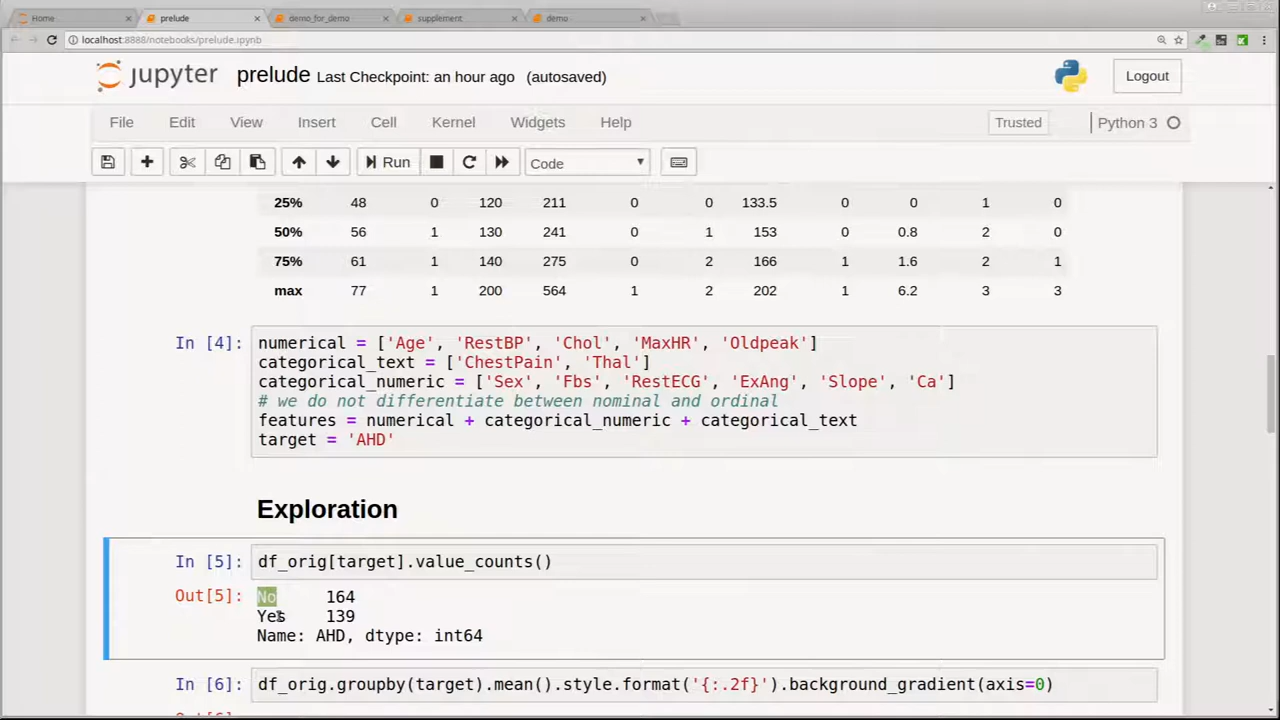 Home
prelude
demo_for_demo
supplement
demo
localhost:8888/notebooks/prelude.ipynb
jupyter prelude Last Checkpoint: an hour ago (autosaved)
Logout
File Edit View Insert Cell Kernel Widgets Help
Trusted
Python 3
Run
Code
25% 48 0 120 211 0 0 133.5 0 0 1 0
50% 56 1 130 241 0 1 153 0 0.8 2 0
75% 61 1 140 275 0 2 166 1 1.6 2 1
max 77 1 200 564 1 2 202 1 6.2 3 3
In [4]: numerical = ['Age', 'RestBP', 'Chol', 'MaxHR', 'Oldpeak']
categorical_text = ['ChestPain', 'Thal']
categorical_numeric = ['Sex', 'Fbs', 'RestECG', 'ExAng', 'Slope', 'Ca']
# we do not differentiate between nominal and ordinal
features = numerical + categorical_numeric + categorical_text
target = 'AHD'
Exploration
In [5]: df_orig[target].value_counts()
Out[5]: No 164
Yes 139
Name: AHD, dtype: int64
In [6]: df_orig.groupby(target).mean().style.format('{:.2f}').background_gradient(axis=0)